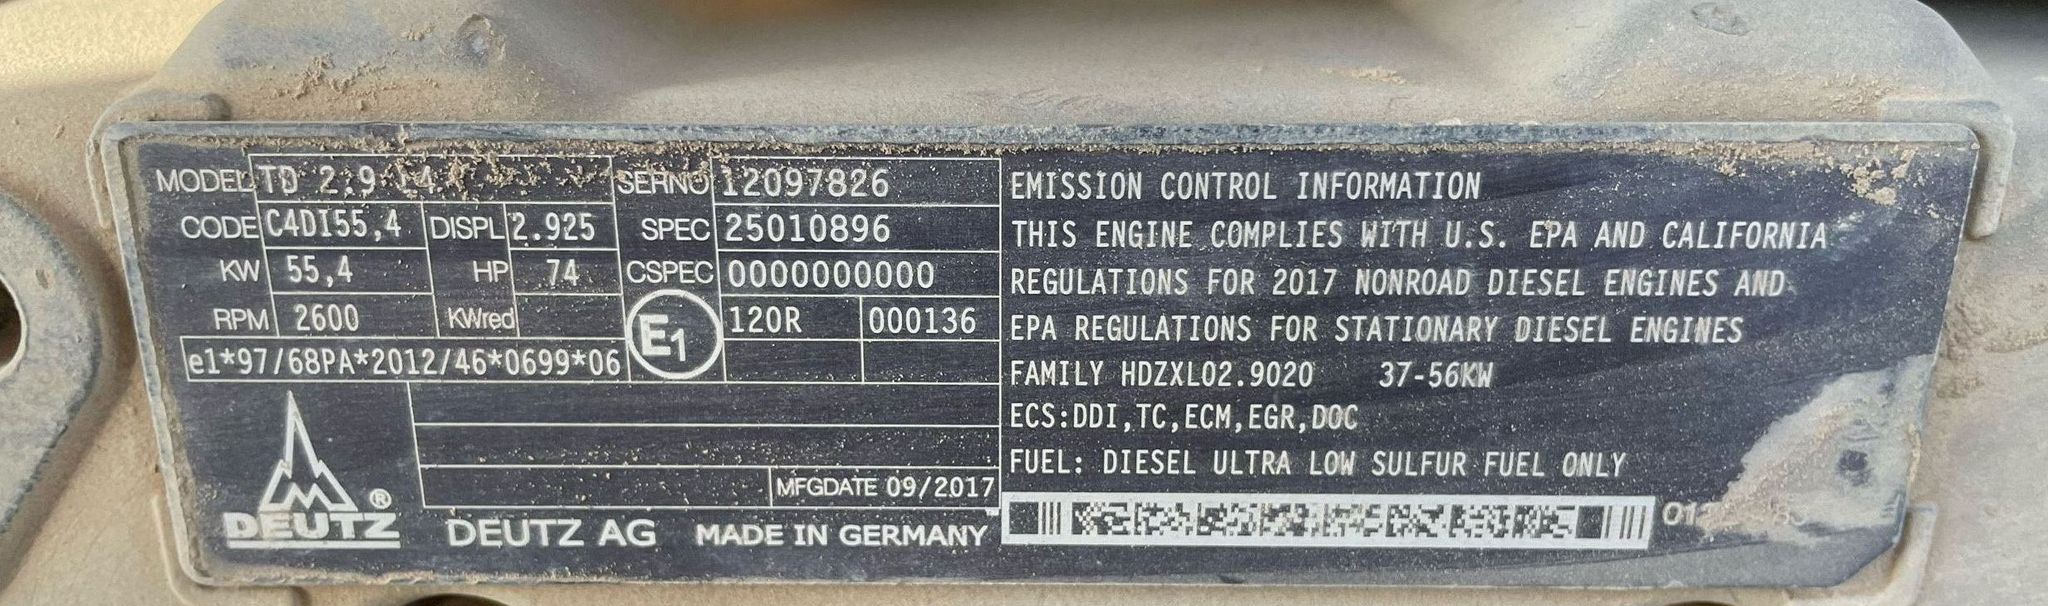 MODEL TD 2.9 L4
SERNO 12097826
CODE C4DI55,4 DISPL 2.925
SPEC 25010896
KW 55,4 HP 74
CSPEC 0000000000
RPM 2600 KWred
E1 120R 000136
e1*97/68PA*2012/46*0699*06
MFGDATE 09/2017
DEUTZ ®
DEUTZ AG MADE IN GERMANY
EMISSION CONTROL INFORMATION
THIS ENGINE COMPLIES WITH U.S. EPA AND CALIFORNIA
REGULATIONS FOR 2017 NONROAD DIESEL ENGINES AND
EPA REGULATIONS FOR STATIONARY DIESEL ENGINES
FAMILY HDZXL02.9020 37-56KW
ECS:DDI,TC,ECM,EGR,DOC
FUEL: DIESEL ULTRA LOW SULFUR FUEL ONLY